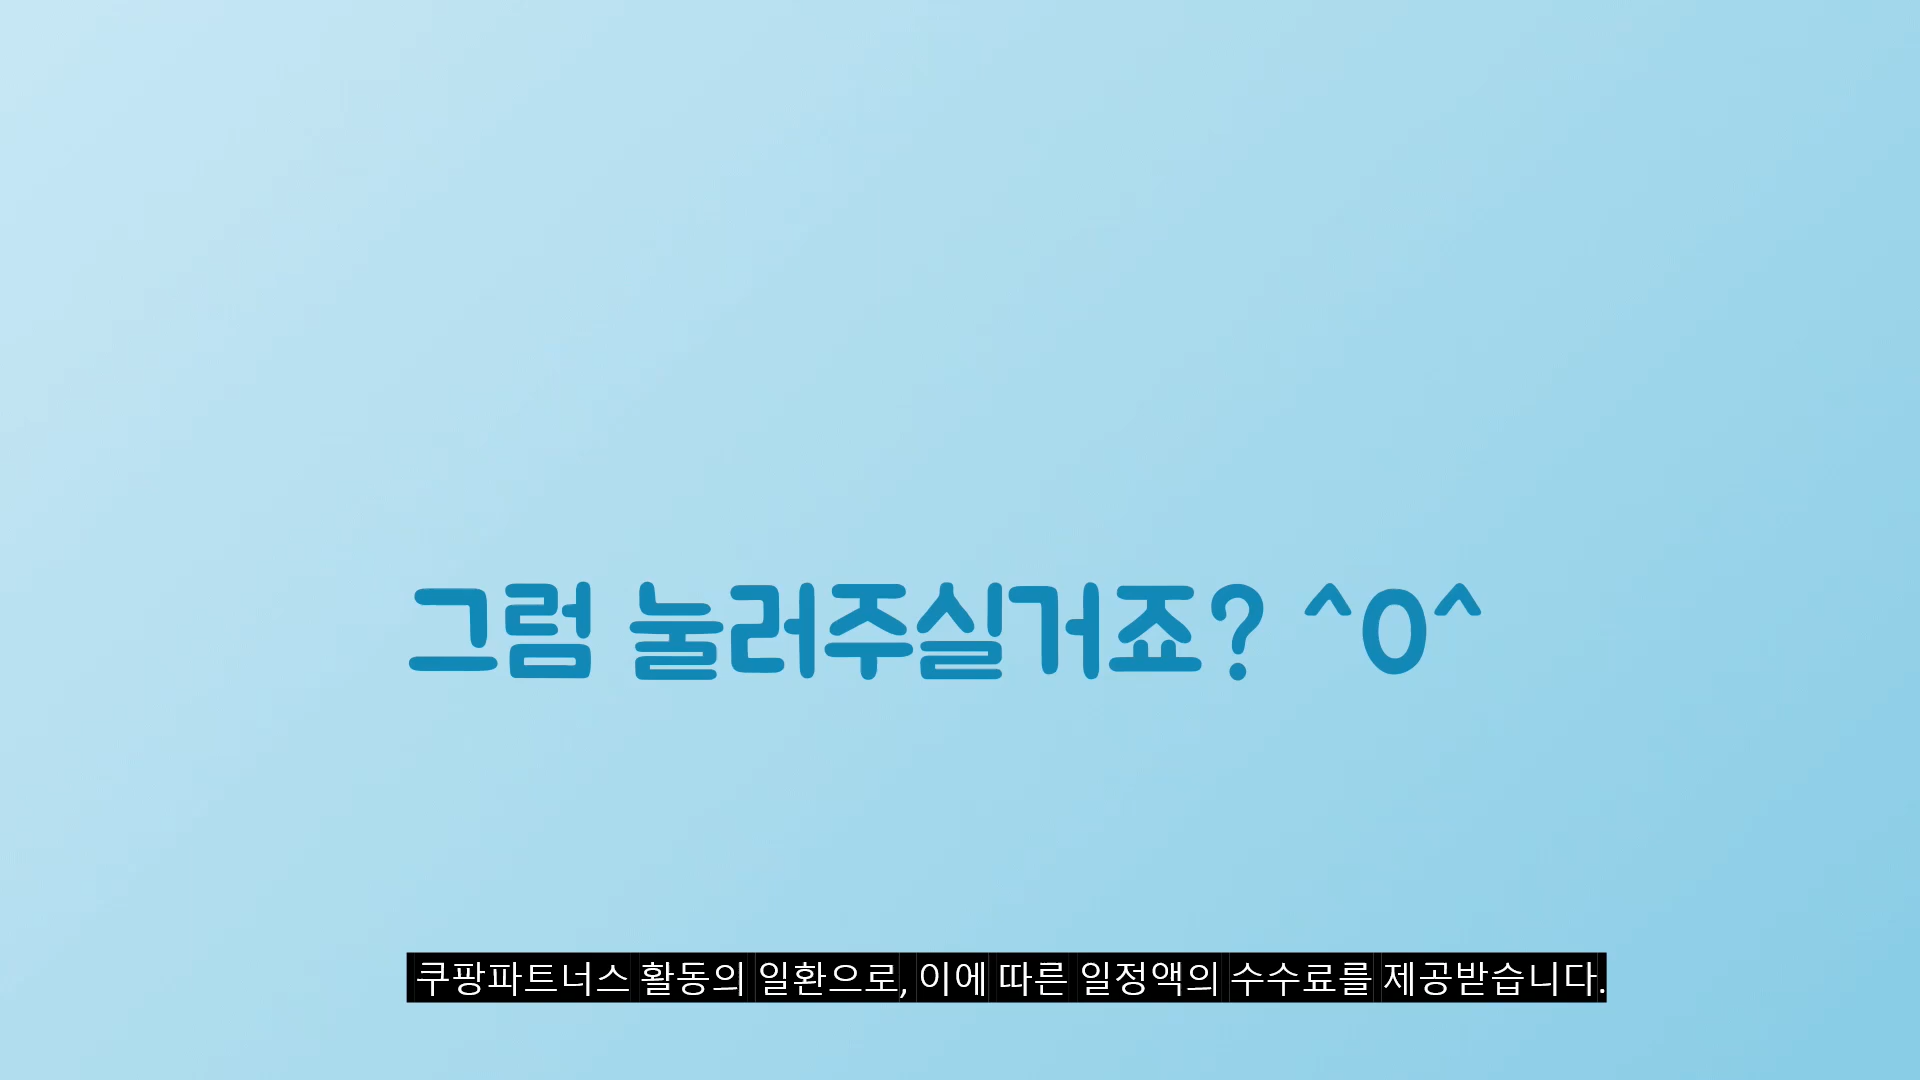 그럼 눌러주실거죠? ^0^
쿠팡파트너스 활동의 일환으로, 이에 따른 일정액의 수수료를 제공받습니다.